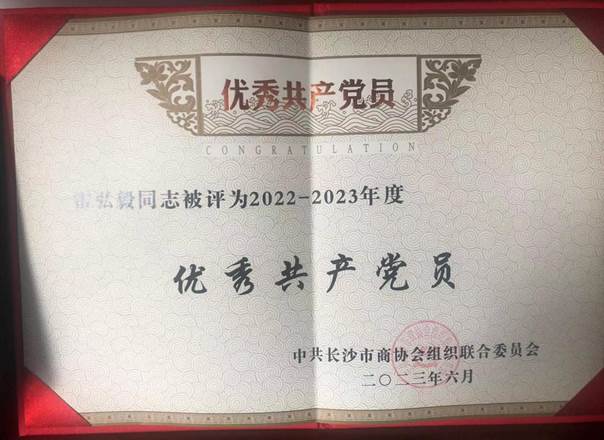 优秀共产党员
CONGRATULATION
弘毅同志被评为2022-2023年度
优秀共产党员
中共长沙市商协会组织联合委员会
二〇二三年六月